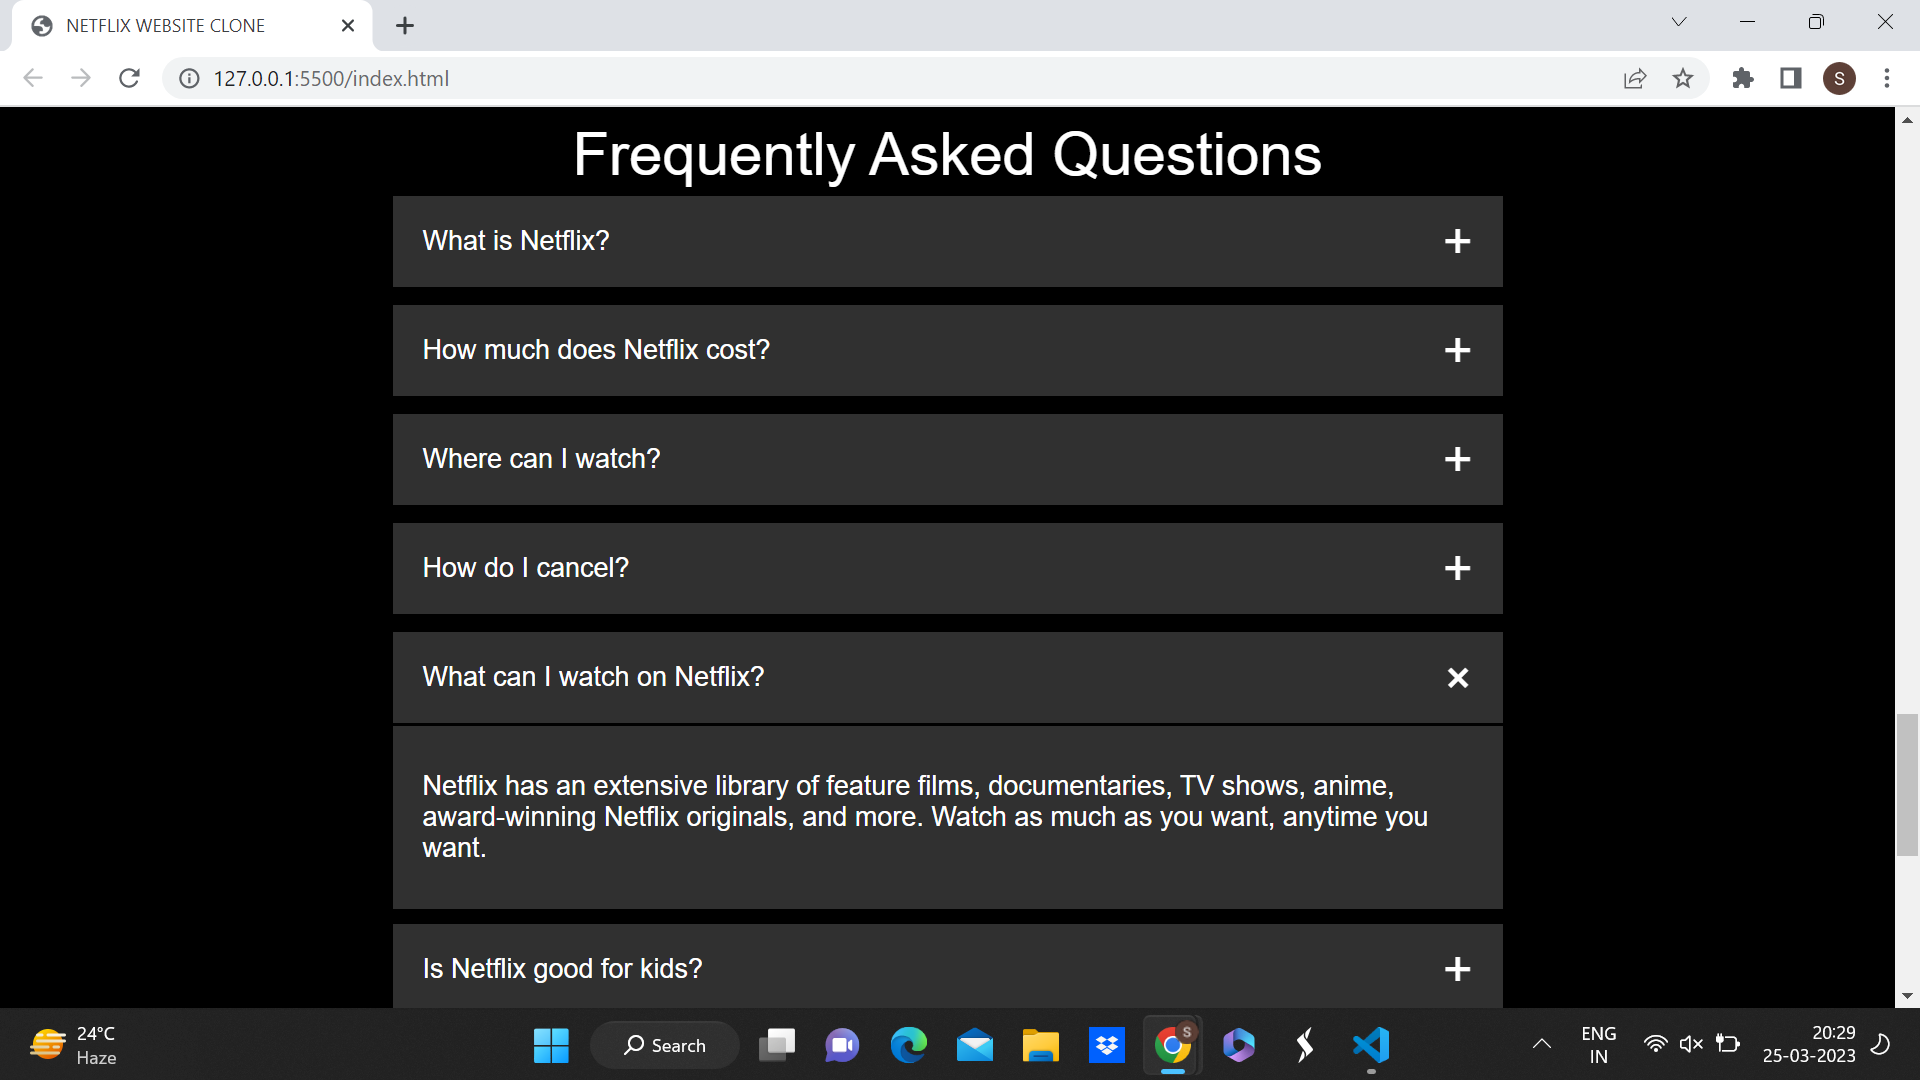 NETFLIX WEBSITE CLONE
127.0.0.1:5500/index.html
S
Frequently Asked Questions
What is Netflix?
How much does Netflix cost?
Where can I watch?
How do I cancel?
What can I watch on Netflix?
Netflix has an extensive library of feature films, documentaries, TV shows, anime,
award-winning Netflix originals, and more. Watch as much as you want, anytime you
want.
Is Netflix good for kids?
24°C
Haze
Search
S
ENG
IN
20:29
25-03-2023